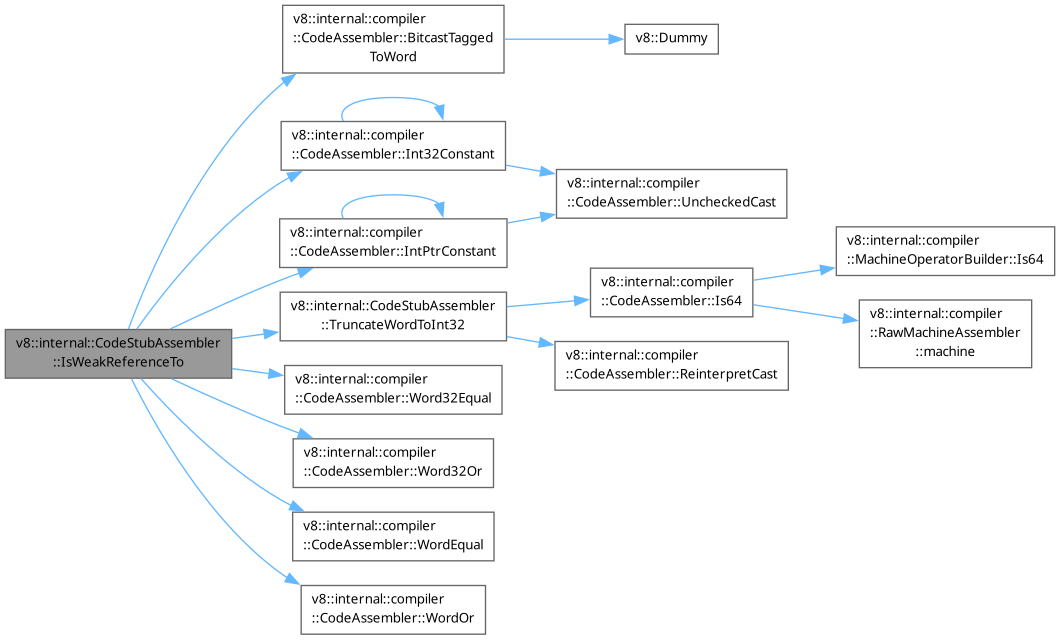 v8::internal::compiler
::CodeAssembler::BitcastTagged
ToWord
v8::Dummy
v8::internal::compiler
::CodeAssembler::Int32Constant
v8::internal::compiler
::CodeAssembler::UncheckedCast
v8::internal::compiler
::CodeAssembler::IntPtrConstant
v8::internal::compiler
::MachineOperatorBuilder::Is64
v8::internal::compiler
::CodeAssembler::Is64
v8::internal::CodeStubAssembler
::TruncateWordToInt32
v8::internal::compiler
::RawMachineAssembler
::machine
v8::internal::CodeStubAssembler
::IsWeakReferenceTo
v8::internal::compiler
::CodeAssembler::ReinterpretCast
v8::internal::compiler
::CodeAssembler::Word32Equal
v8::internal::compiler
::CodeAssembler::Word32Or
v8::internal::compiler
::CodeAssembler::WordEqual
v8::internal::compiler
::CodeAssembler::WordOr